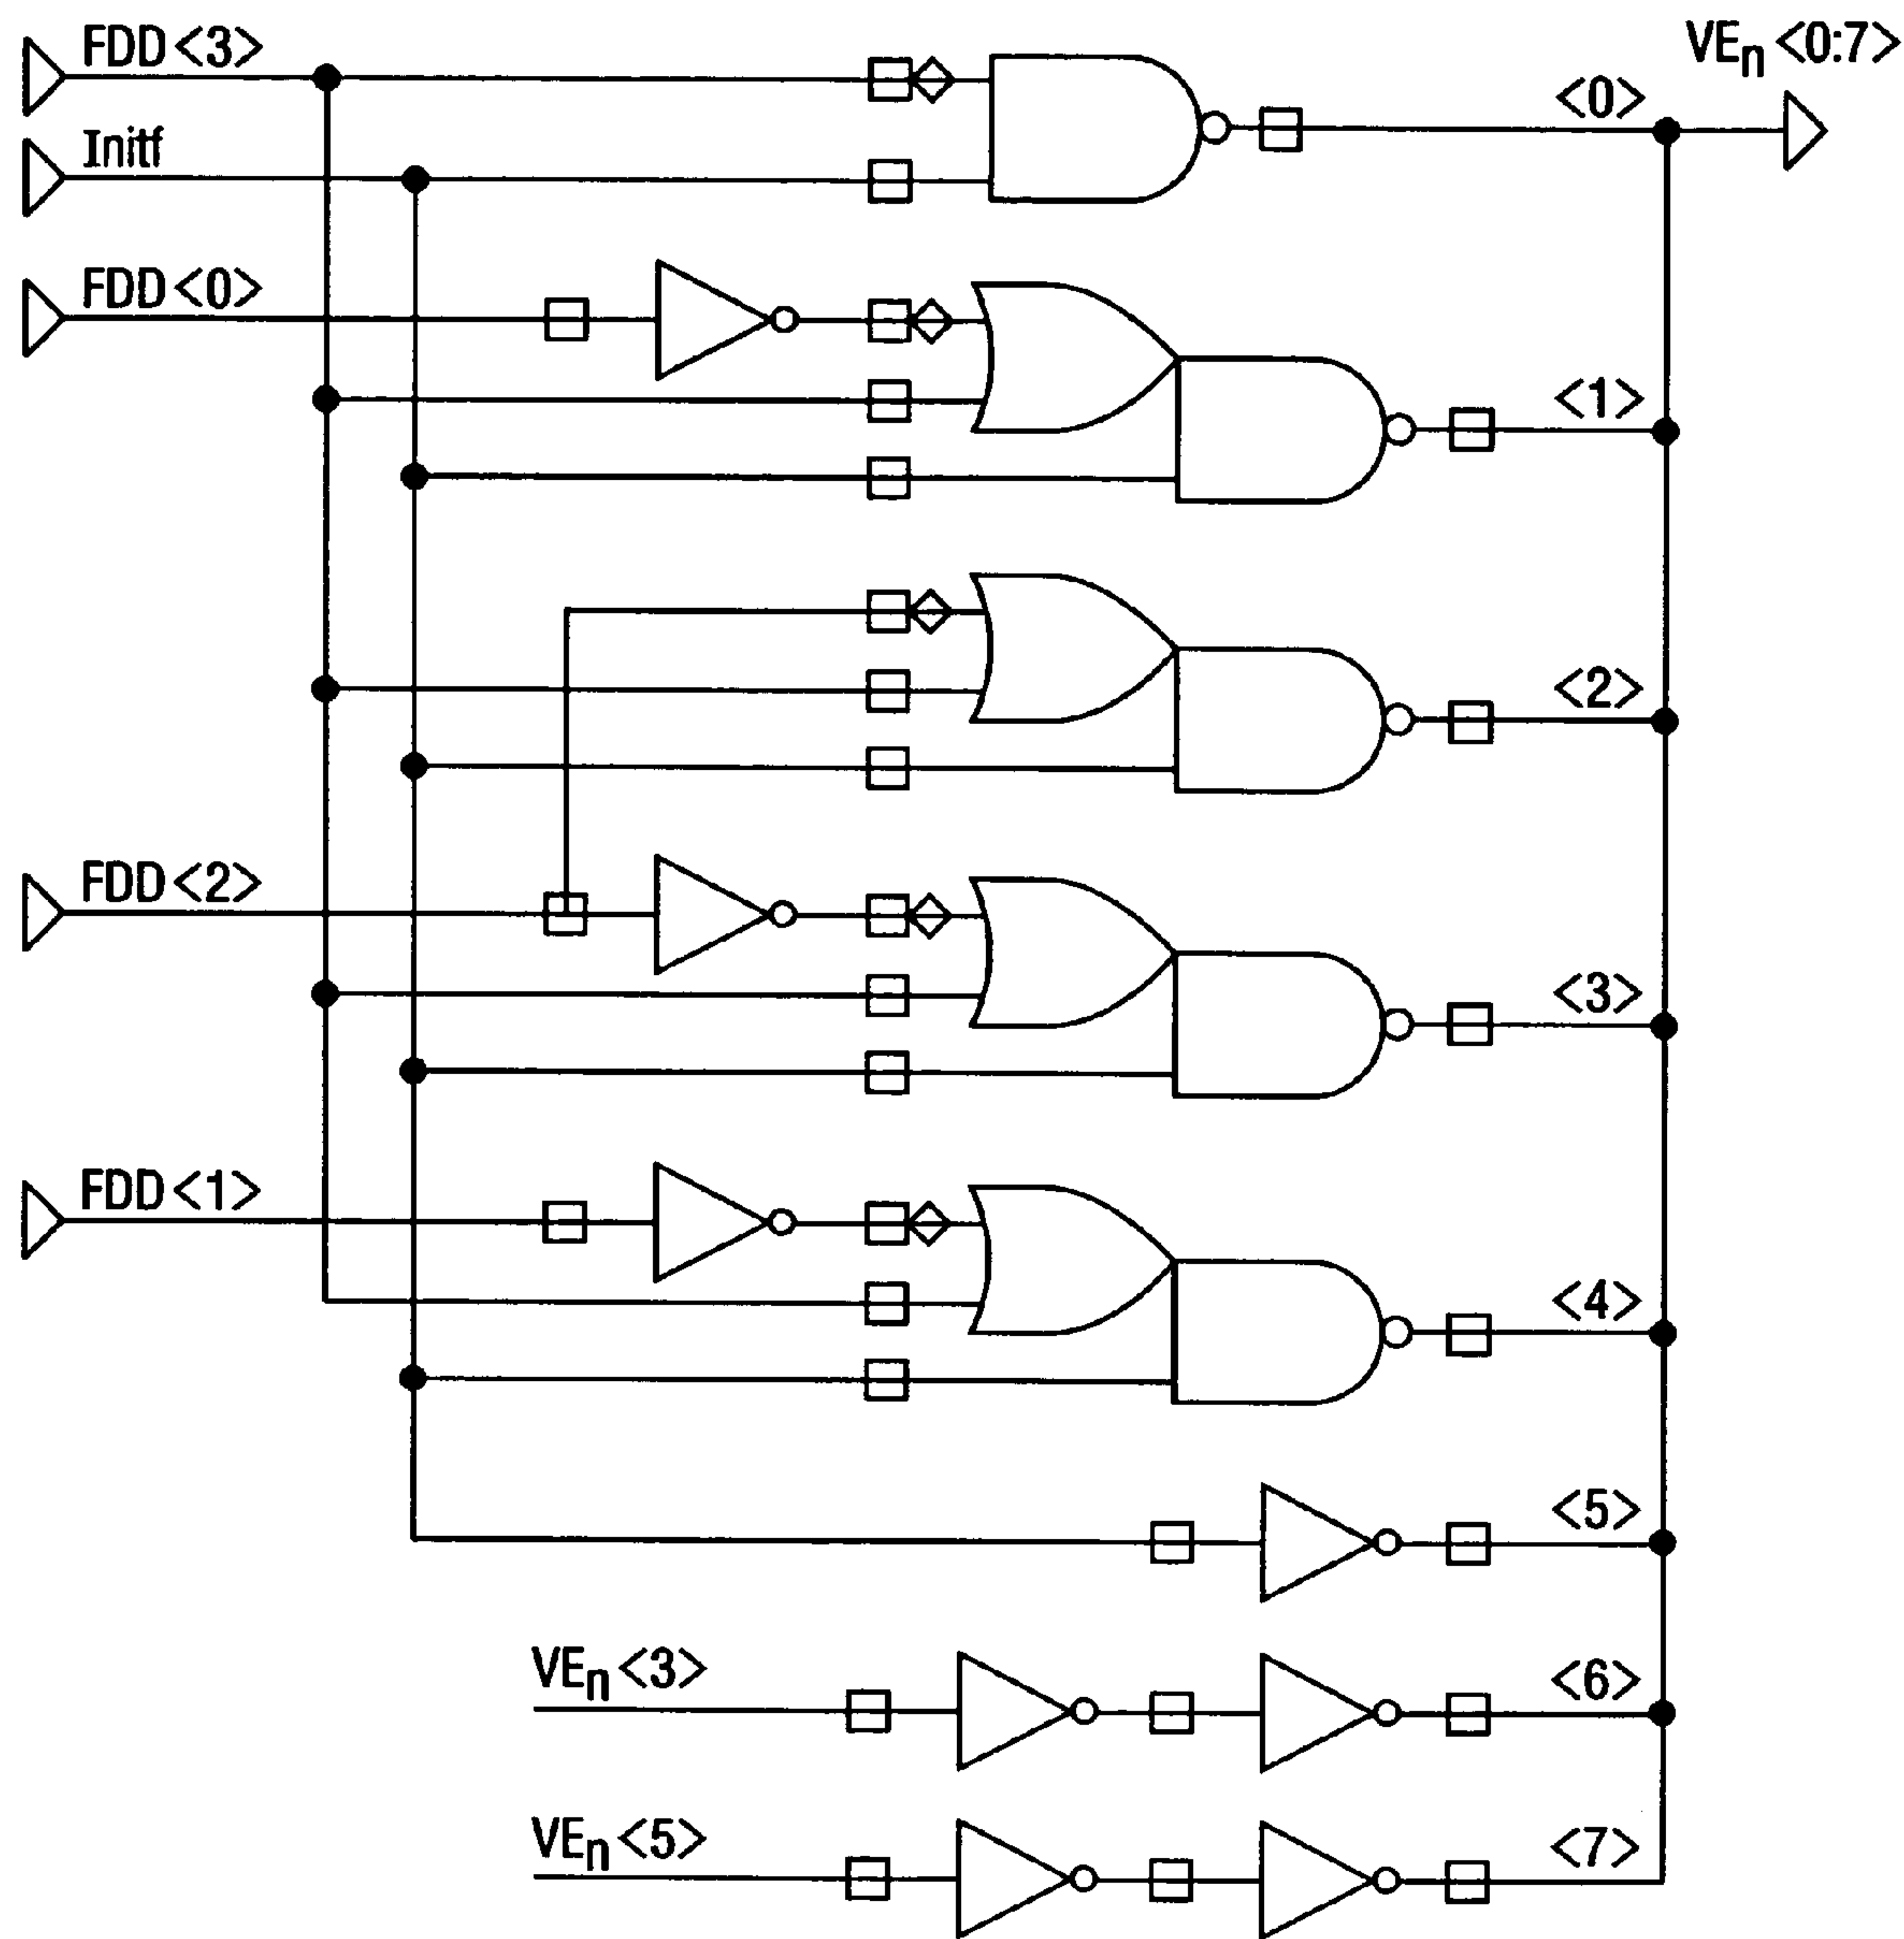 FDD<3>
VEn<0:7>
<0>
Initf
FDD<0>
<1>
<2>
FDD<2>
<3>
FDD<1>
<4>
<5>
VEn<3>
<6>
VEn<5>
<7>